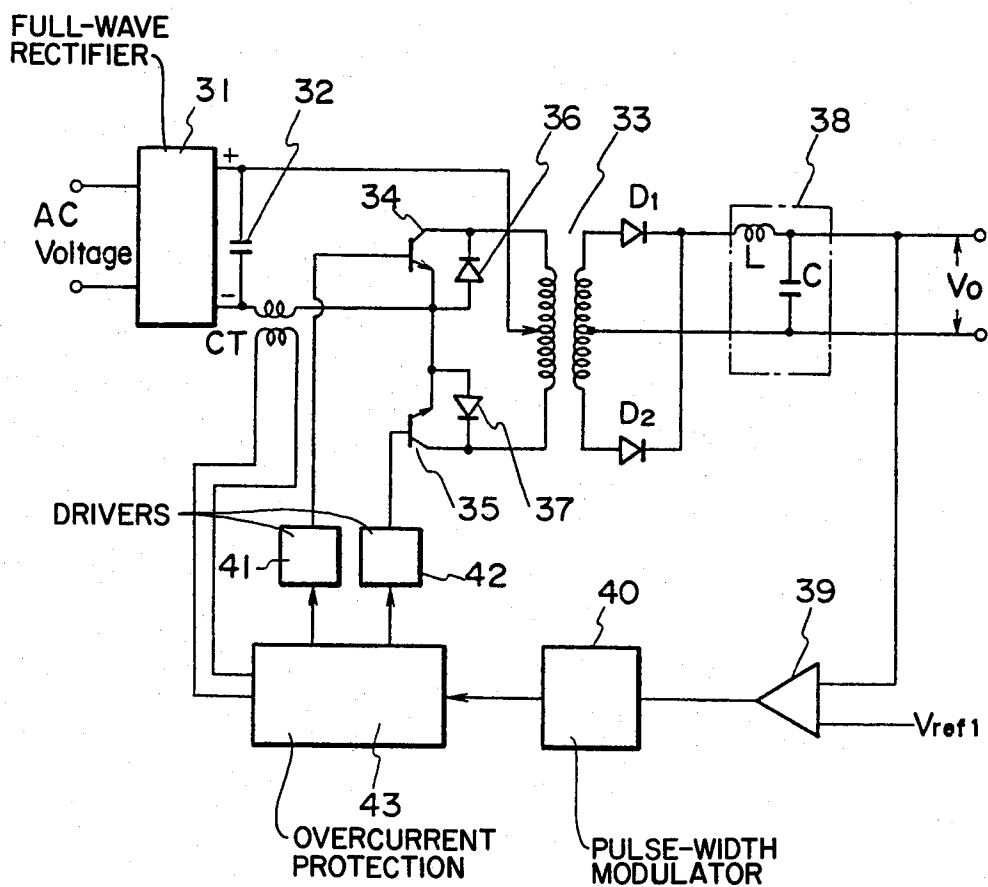 FULL-WAVE
RECTIFIER
31
32
36
33
38
+
34
D1
AC
Voltage
L
C
Vo
-
CT
D2
35
37
DRIVERS
41
42
40
39
Vref1
43
OVERCURRENT
PROTECTION
PULSE-WIDTH
MODULATOR